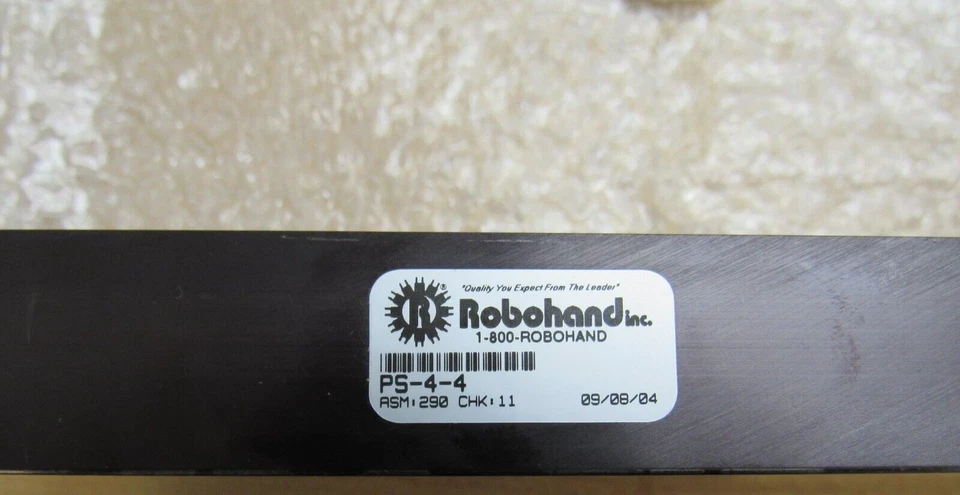 "Quality You Expect From The Leader"
R® Robohand inc.
1-800-ROBOHAND
PS-4-4
ASM:290 CHK:11 09/08/04